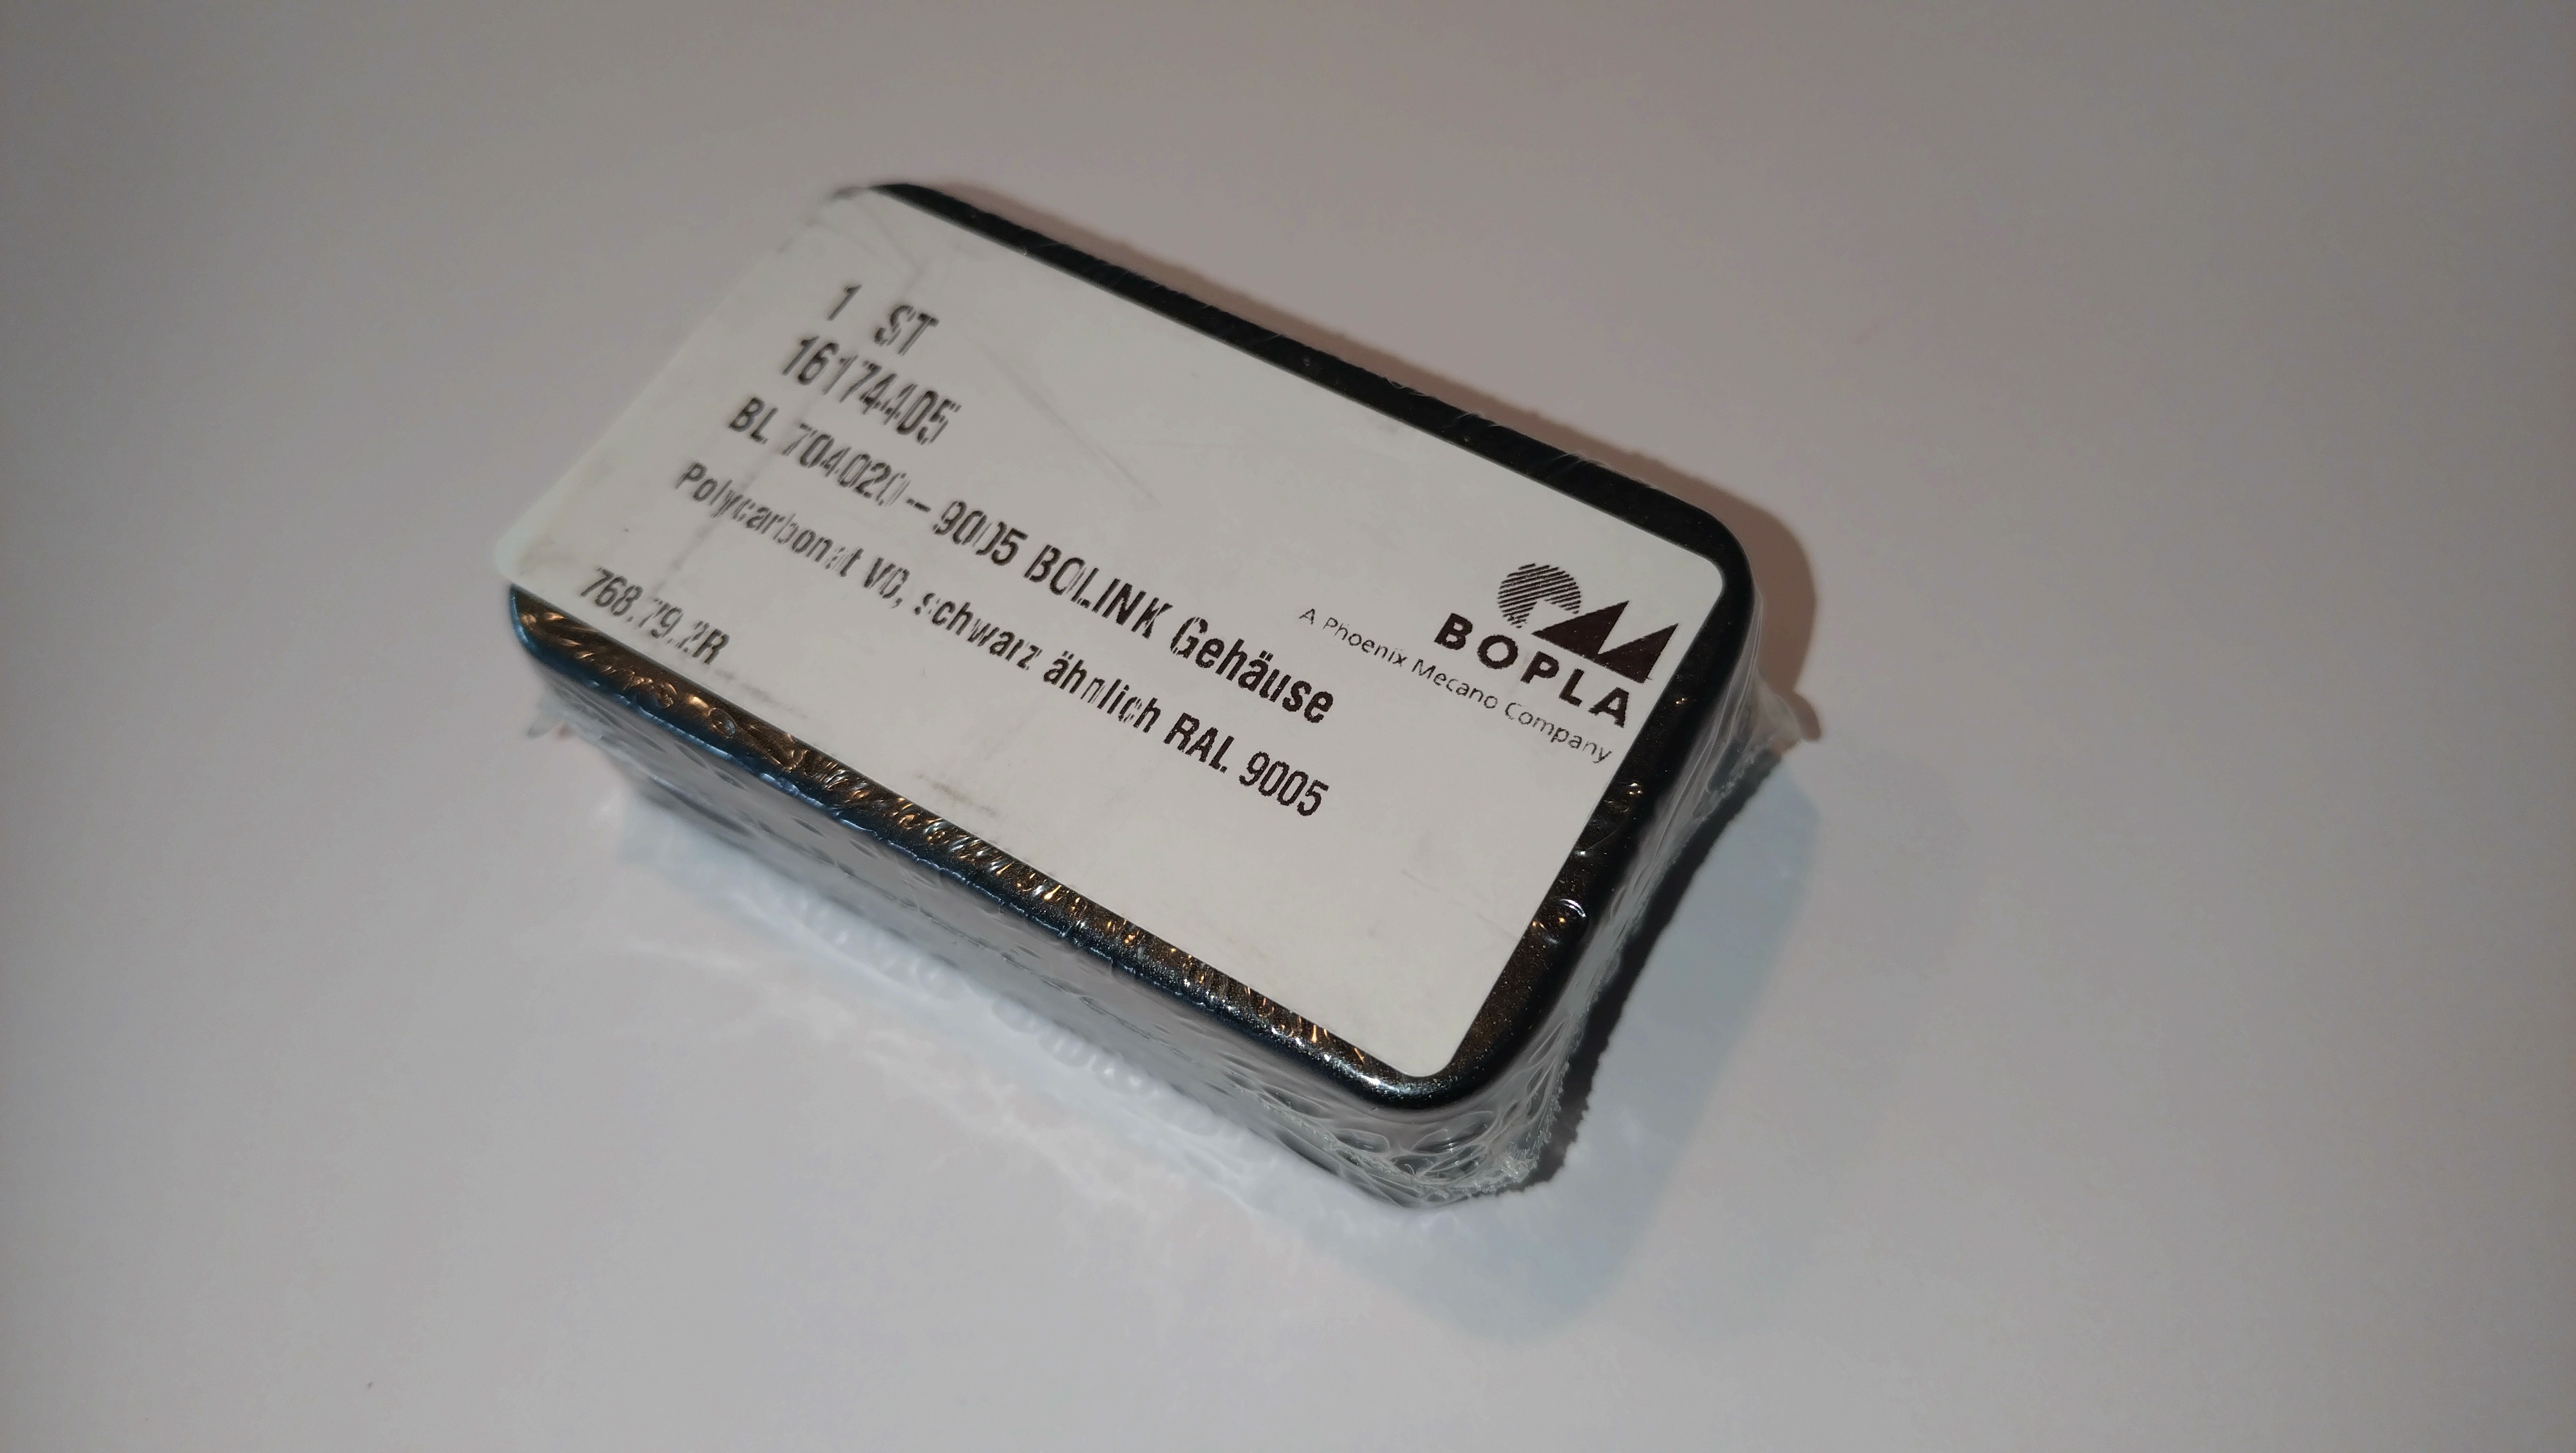 1 ST
16174405
BL 704020-9005 BOLINK Gehäuse
Polycarbonat V0, schwarz ähnlich RAL 9005
768.79.2R
BOPLA
A Phoenix Mecano Company